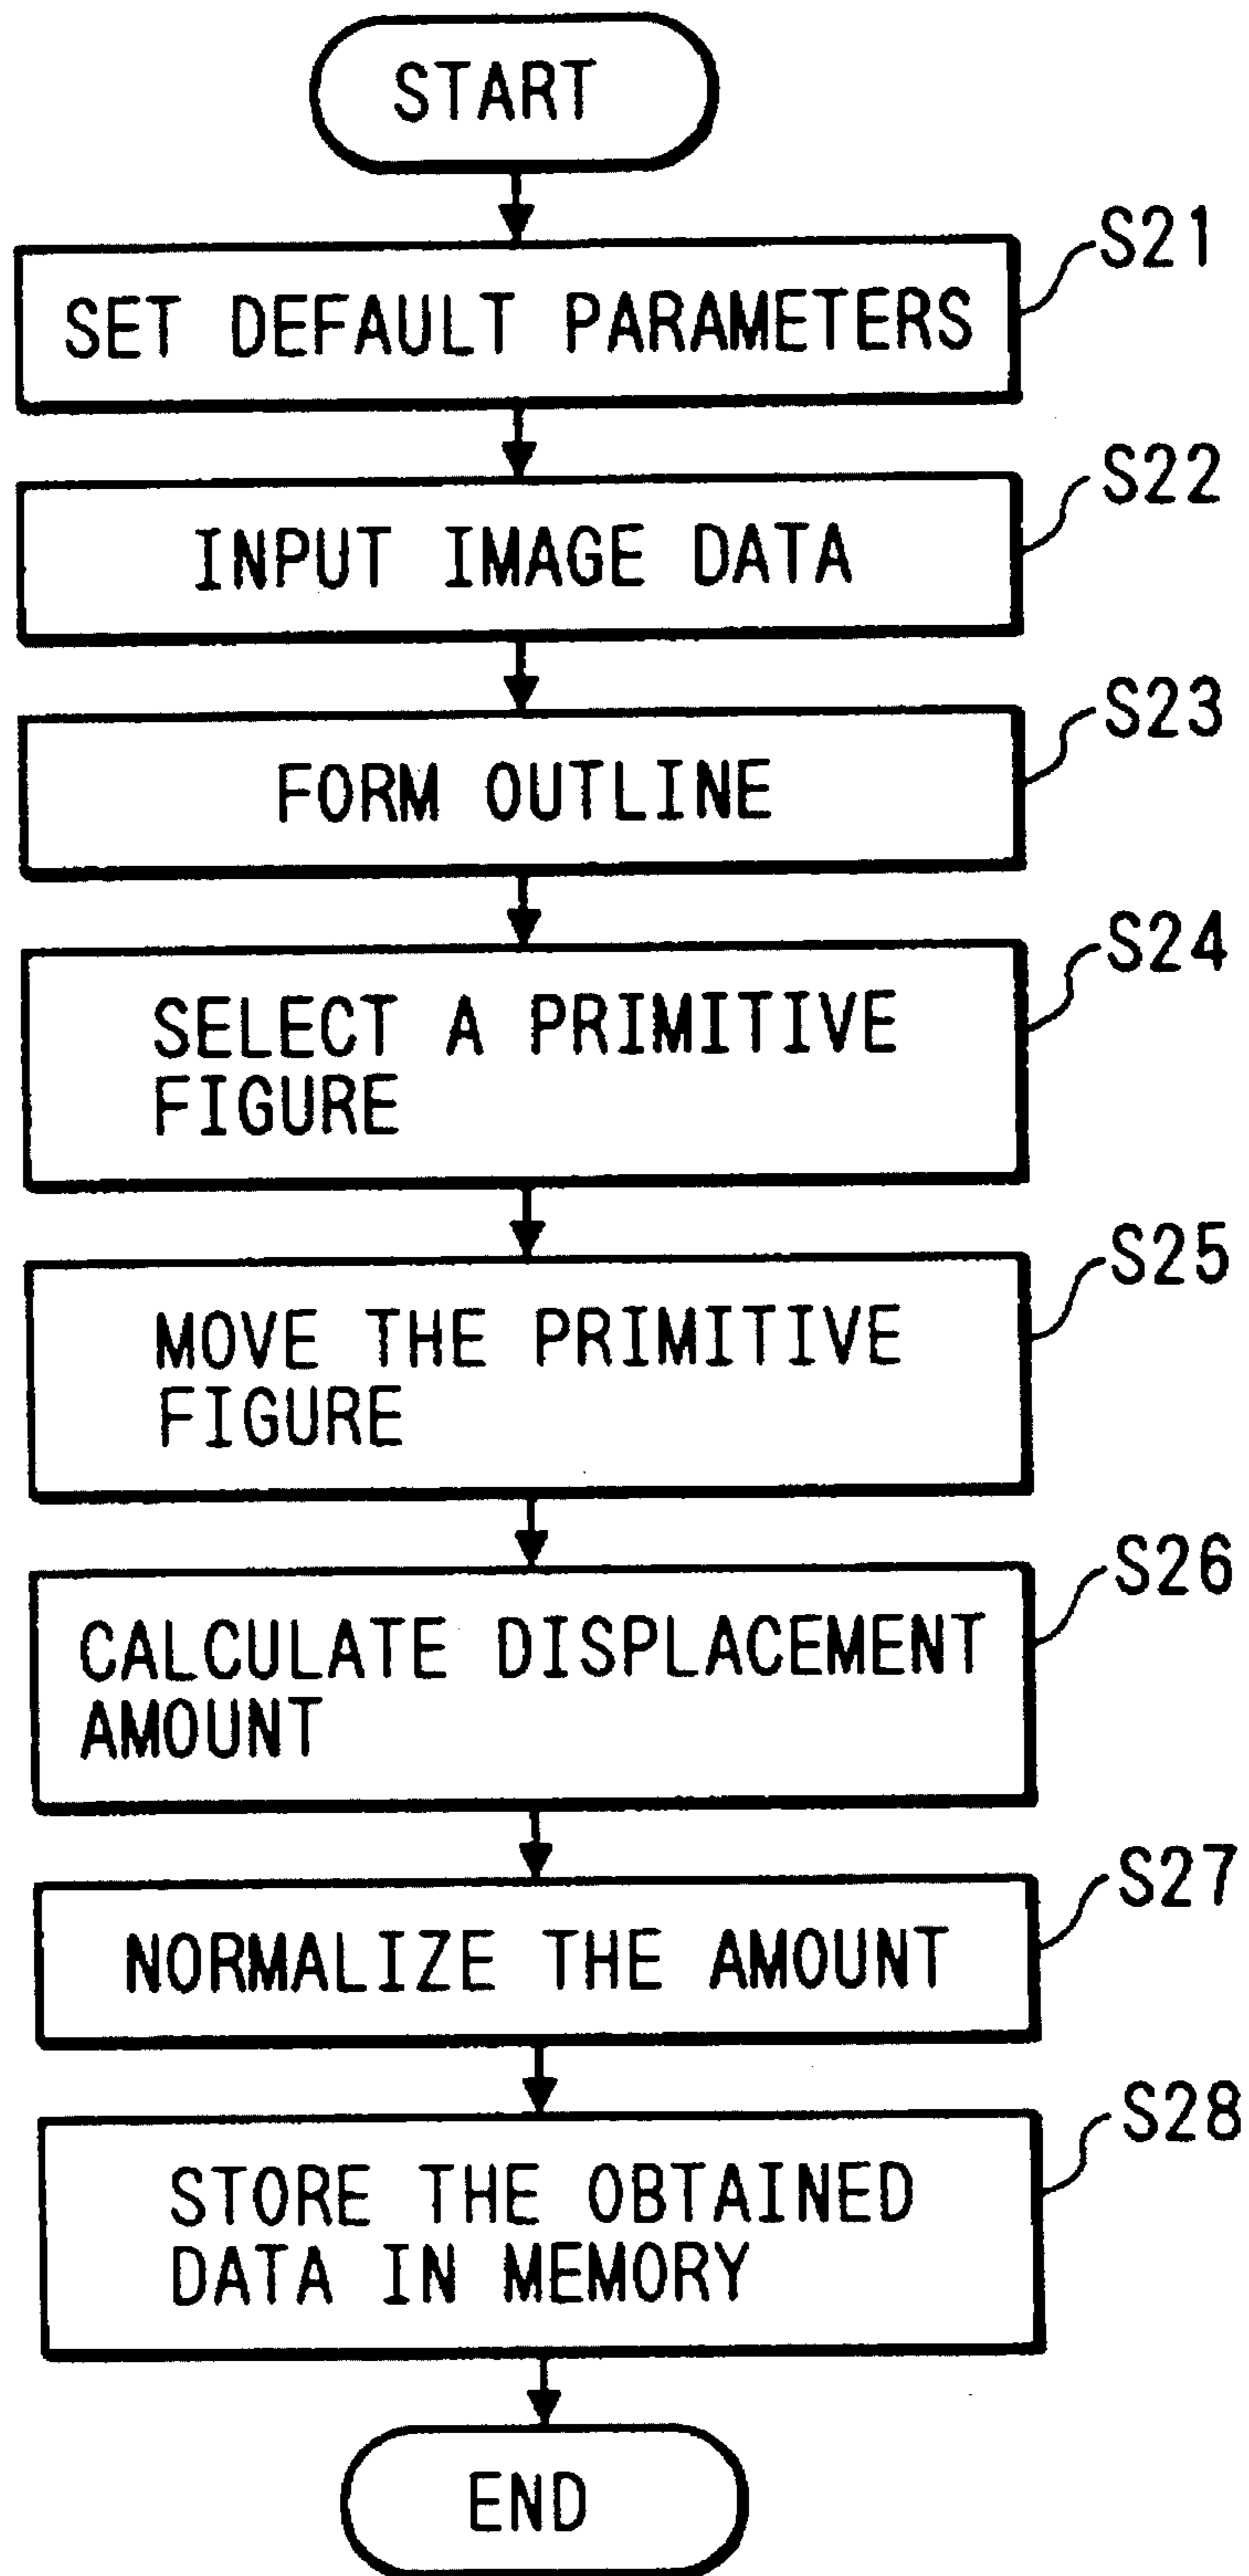 START
S21
SET DEFAULT PARAMETERS
S22
INPUT IMAGE DATA
S23
FORM OUTLINE
S24
SELECT A PRIMITIVE
FIGURE
S25
MOVE THE PRIMITIVE
FIGURE
S26
CALCULATE DISPLACEMENT
AMOUNT
S27
NORMALIZE THE AMOUNT
S28
STORE THE OBTAINED
DATA IN MEMORY
END